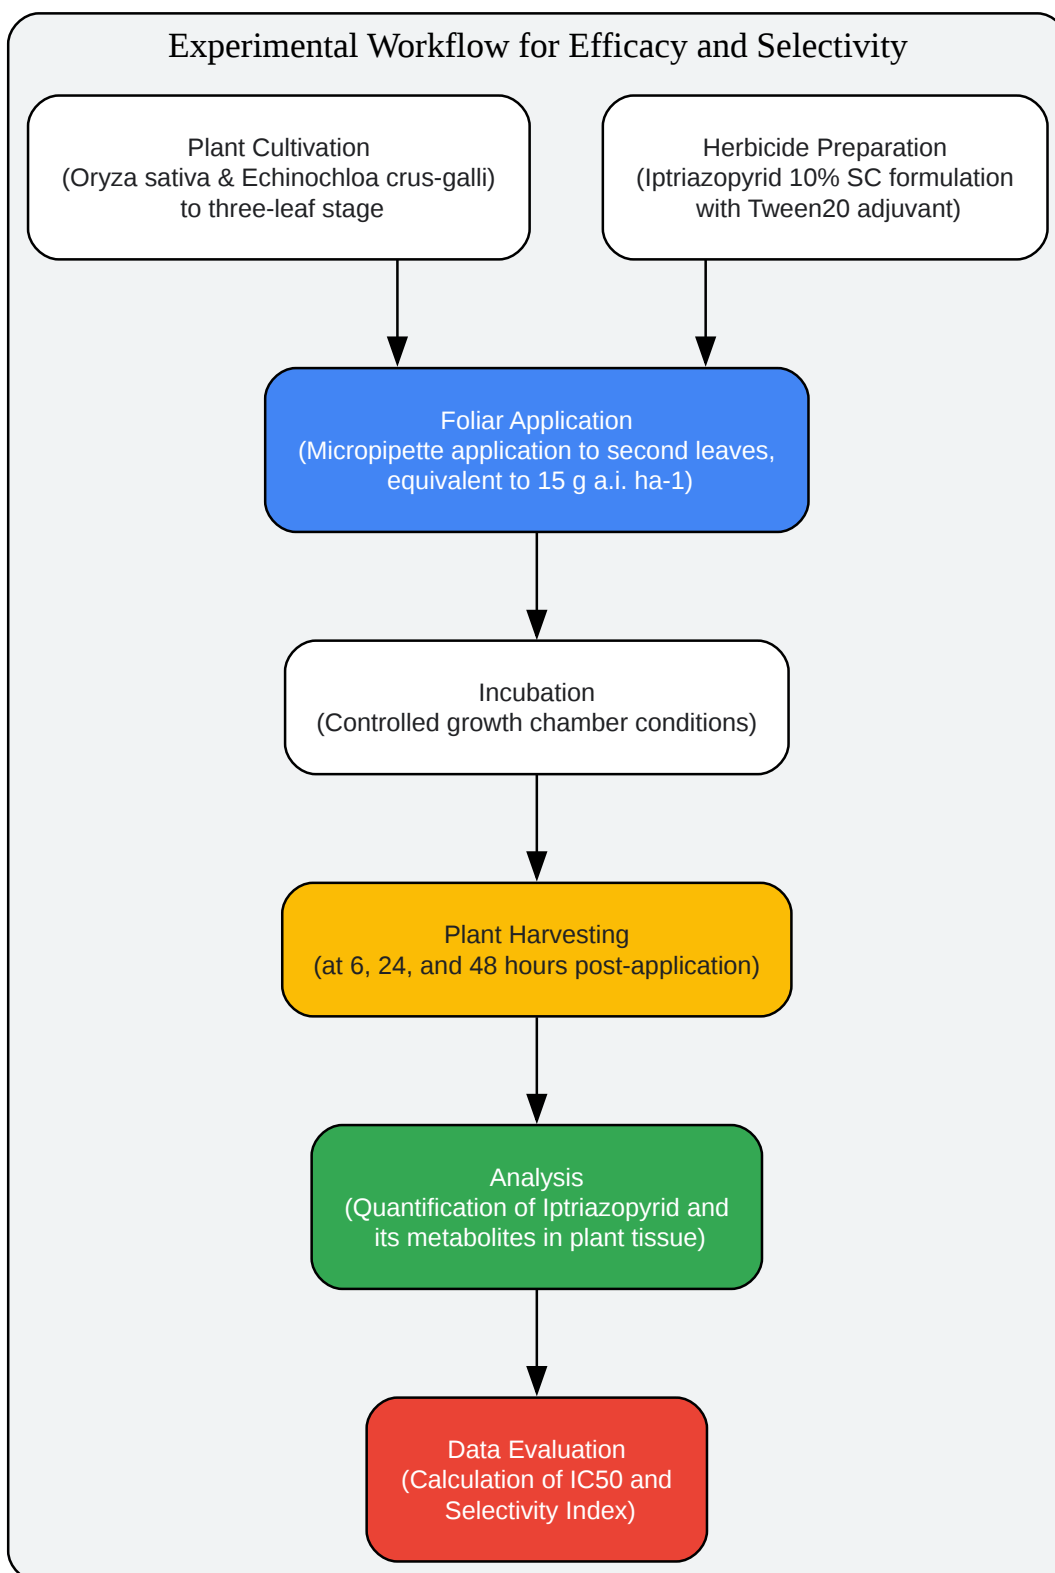 Experimental Workflow for Efficacy and Selectivity
Plant Cultivation
(Oryza sativa & Echinochloa crus-galli)
to three-leaf stage
Herbicide Preparation
(Iptriazopyrid 10% SC formulation
with Tween20 adjuvant)
Foliar Application
(Micropipette application to second leaves,
equivalent to 15 g a.i. ha-1)
Incubation
(Controlled growth chamber conditions)
Plant Harvesting
(at 6, 24, and 48 hours post-application)
Analysis
(Quantification of Iptriazopyrid and
its metabolites in plant tissue)
Data Evaluation
(Calculation of IC50 and
Selectivity Index)